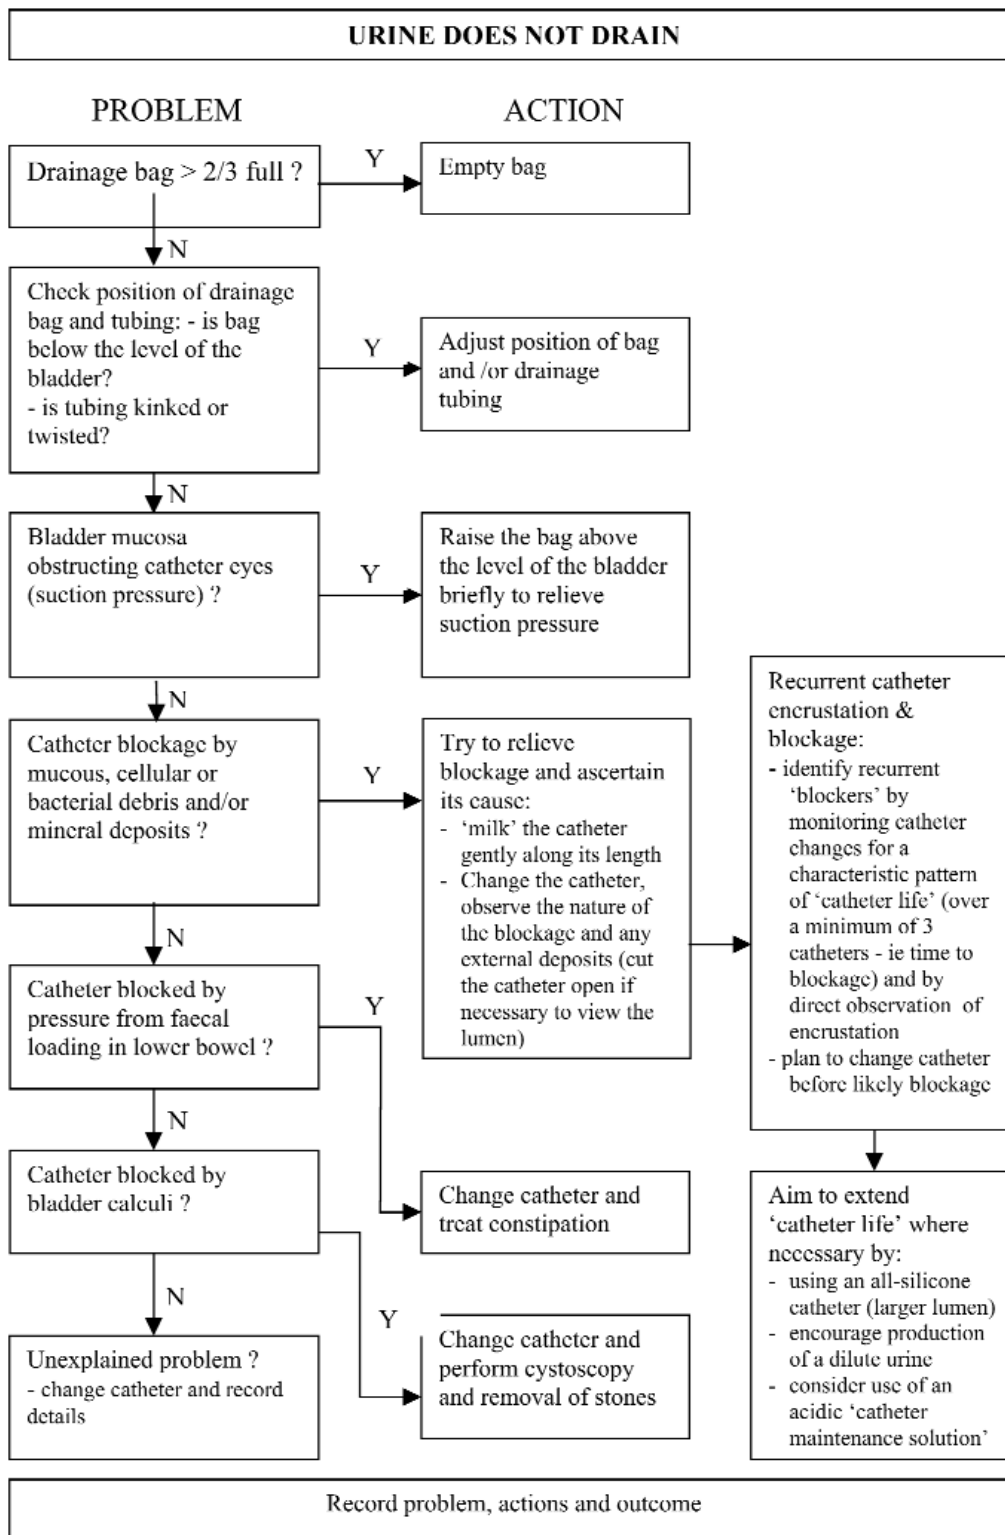 URINE DOES NOT DRAIN
PROBLEM
ACTION
Drainage bag > 2/3 full ?
Y
Empty bag
N
Check position of drainage
bag and tubing: - is bag
below the level of the
bladder?
- is tubing kinked or
twisted?
Y
Adjust position of bag
and /or drainage
tubing
N
Bladder mucosa
obstructing catheter eyes
(suction pressure) ?
Y
Raise the bag above
the level of the bladder
briefly to relieve
suction pressure
N
Catheter blockage by
mucous, cellular or
bacterial debris and/or
mineral deposits ?
Y
Try to relieve
blockage and ascertain
its cause:
- ‘milk’ the catheter
gently along its length
- Change the catheter,
observe the nature of
the blockage and any
external deposits (cut
the catheter open if
necessary to view the
lumen)
Recurrent catheter
encrustation &
blockage:
- identify recurrent
‘blockers’ by
monitoring catheter
changes for a
characteristic pattern
of ‘catheter life’ (over
a minimum of 3
catheters - ie time to
blockage) and by
direct observation of
encrustation
- plan to change catheter
before likely blockage
N
Catheter blocked by
pressure from faecal
loading in lower bowel ?
Y
Change catheter and
treat constipation
N
Catheter blocked by
bladder calculi ?
Y
Change catheter and
perform cystoscopy
and removal of stones
Aim to extend
‘catheter life’ where
necessary by:
- using an all-silicone
catheter (larger lumen)
- encourage production
of a dilute urine
- consider use of an
acidic ‘catheter
maintenance solution’
N
Unexplained problem ?
- change catheter and record
details
Record problem, actions and outcome